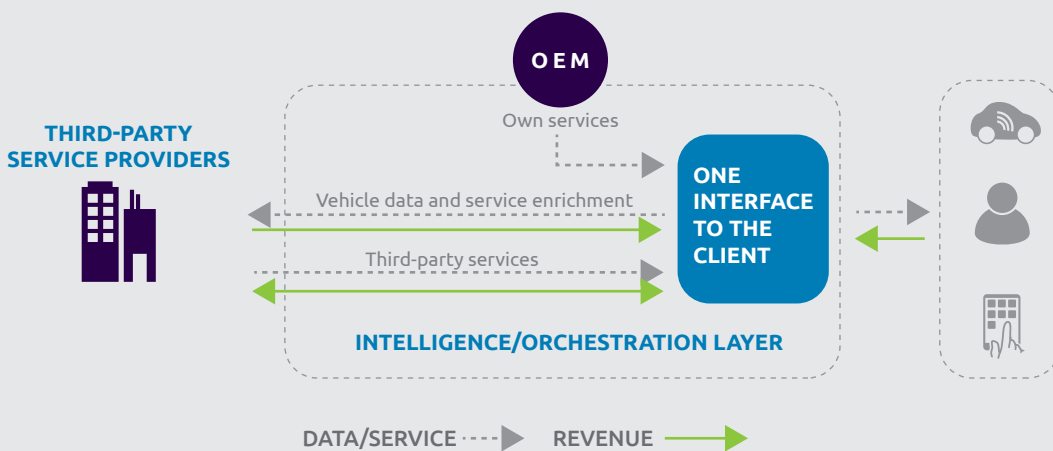 OEM
Own services
THIRD-PARTY
SERVICE PROVIDERS
Vehicle data and service enrichment
Third-party services
ONE
INTERFACE
TO THE
CLIENT
INTELLIGENCE/ORCHESTRATION LAYER
DATA/SERVICE
REVENUE